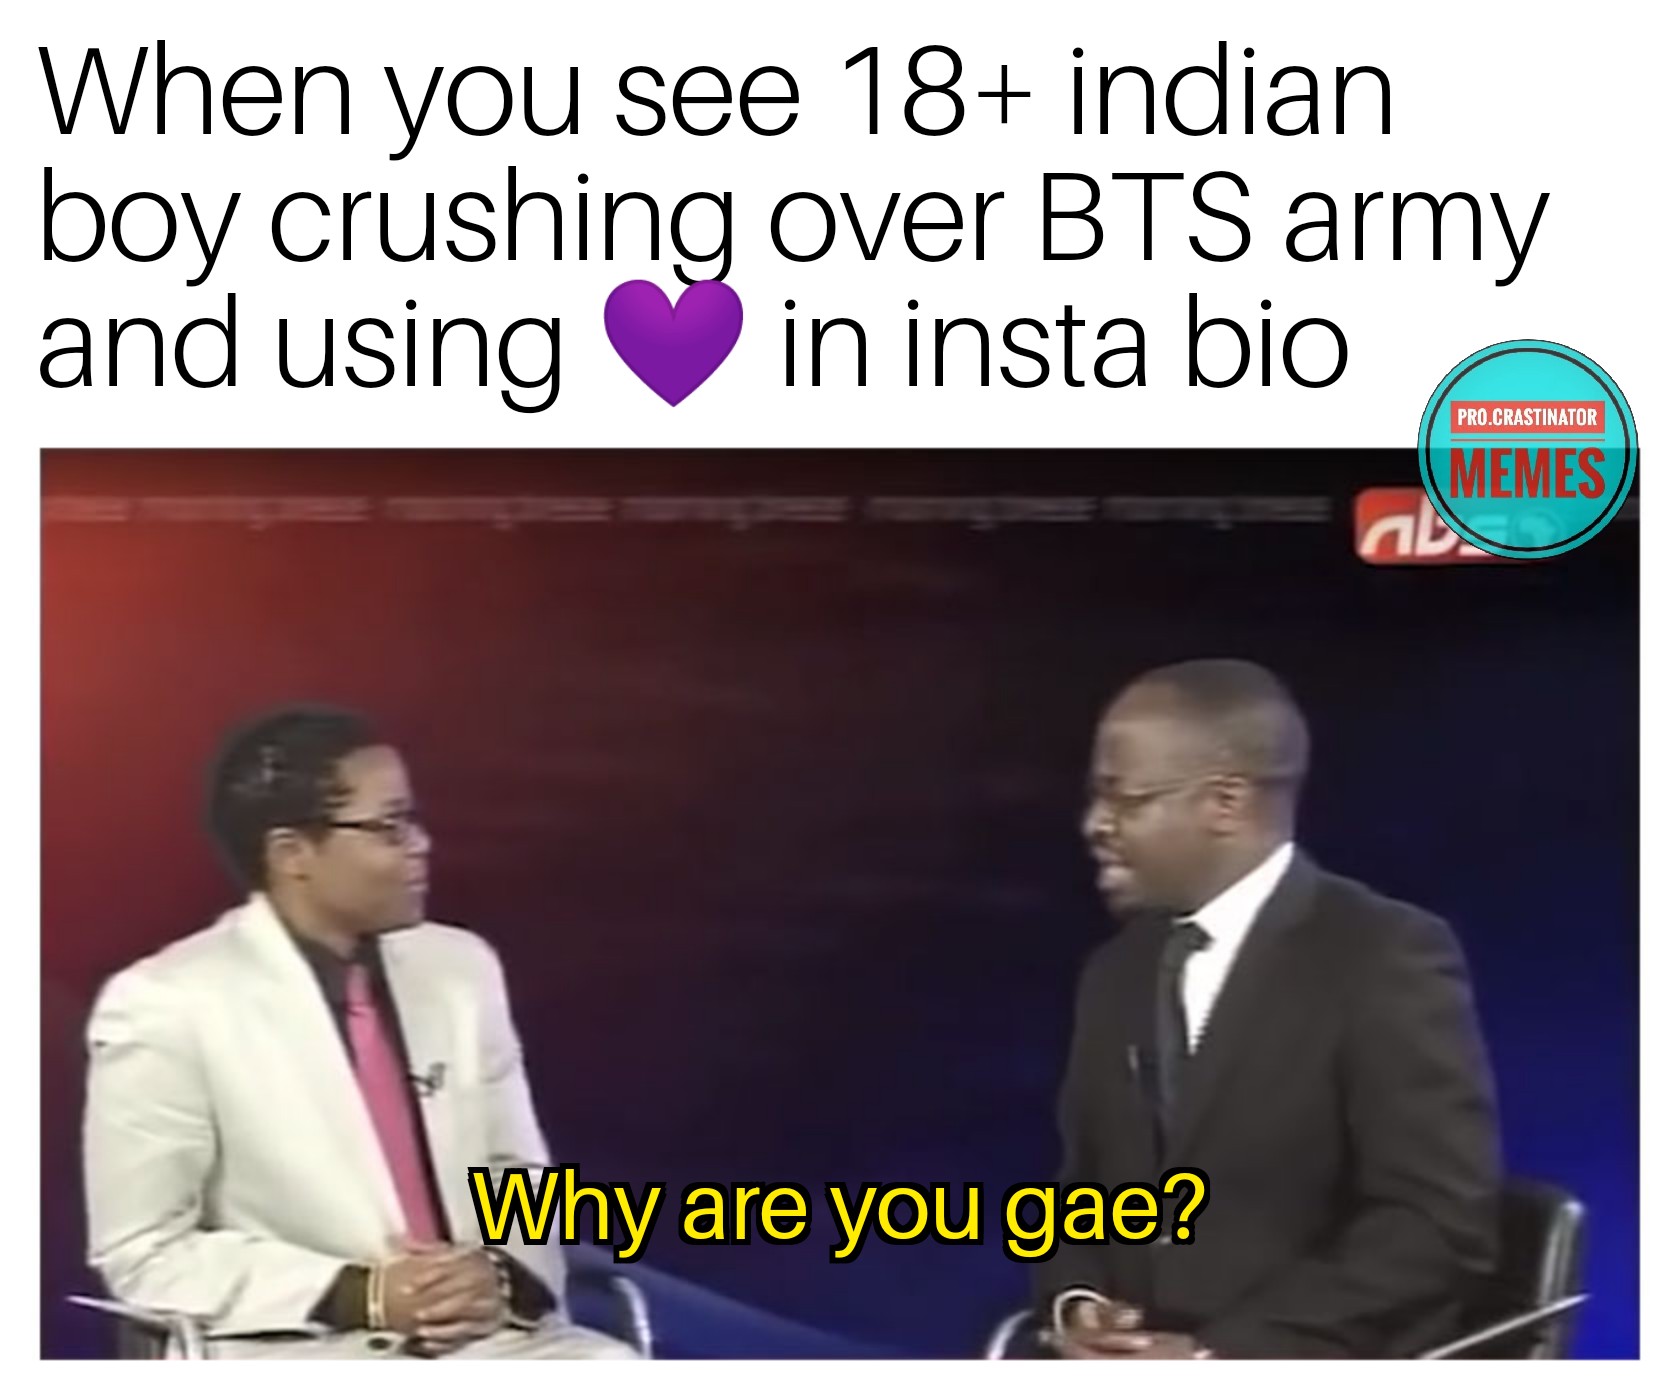 When you see 18+ indian
boy crushing over BTS army
and using 💜 in insta bio
PRO.CRASTINATOR
MEMES
Why are you gae?